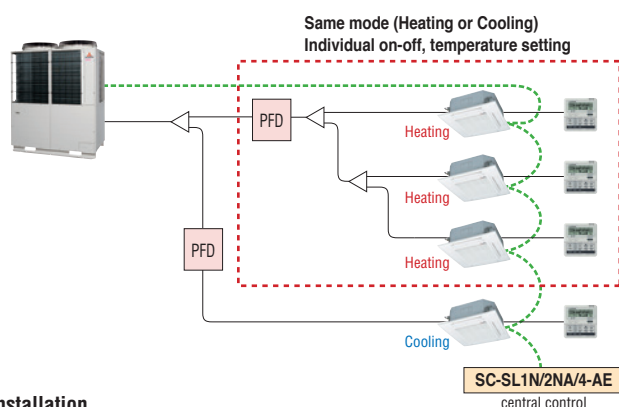 Same mode (Heating or Cooling)
Individual on-off, temperature setting
PFD
Heating
Heating
PFD
Heating
Cooling
SC-SL1N/2NA/4-AE
central control
nstallation